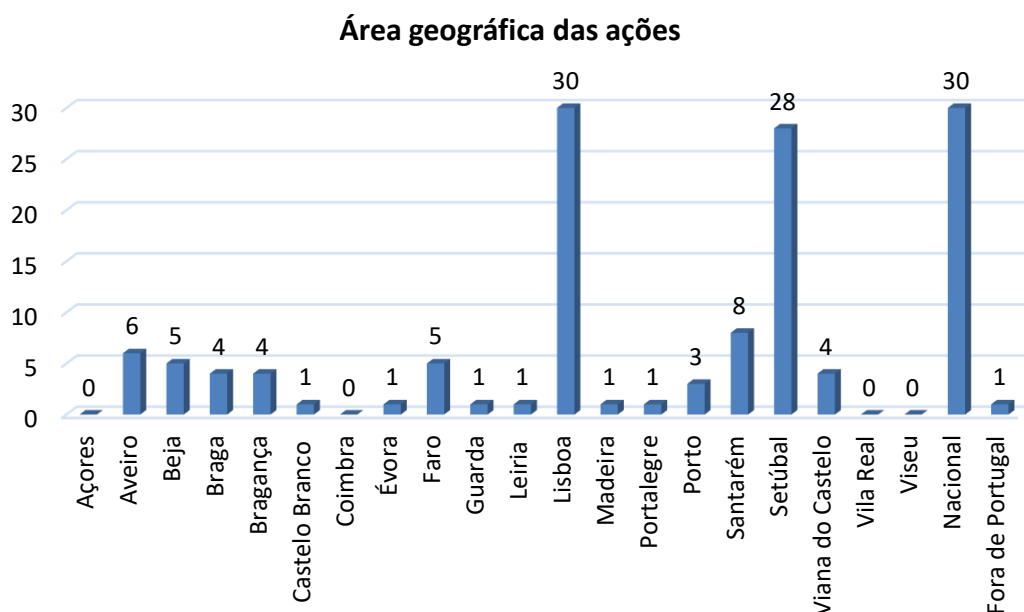 Área geográfica das ações
30
25
20
15
10
5
0
0
6
5
4
4
1
0
1
5
1
1
30
1
1
3
8
28
4
0
0
30
1
Açores
Aveiro
Beja
Braga
Bragança
Castelo Branco
Coimbra
Évora
Faro
Guarda
Leiria
Lisboa
Madeira
Portalegre
Porto
Santarém
Setúbal
Viana do Castelo
Vila Real
Viseu
Nacional
Fora de Portugal